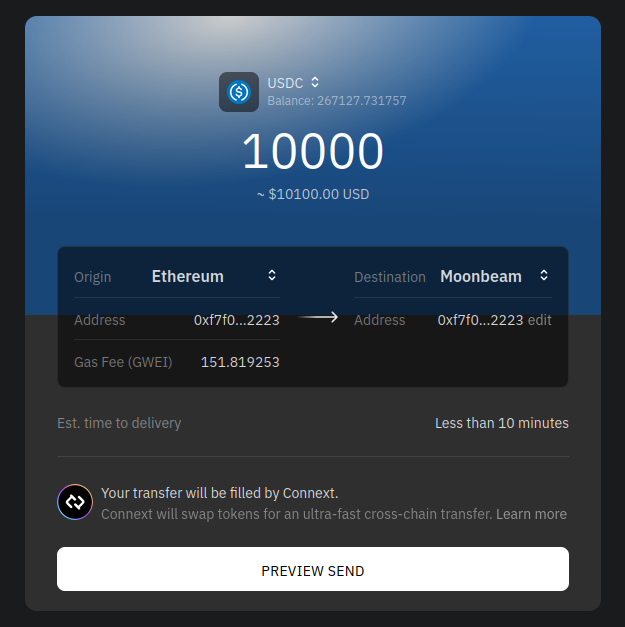 USDC
Balance: 267127.731757
10000
~ $10100.00 USD
Origin Ethereum
Destination Moonbeam
Address 0xf7f0...2223
Address 0xf7f0...2223 edit
Gas Fee (GWEI) 151.819253
Est. time to delivery Less than 10 minutes
Your transfer will be filled by Connext.
Connext will swap tokens for an ultra-fast cross-chain transfer. Learn more
PREVIEW SEND